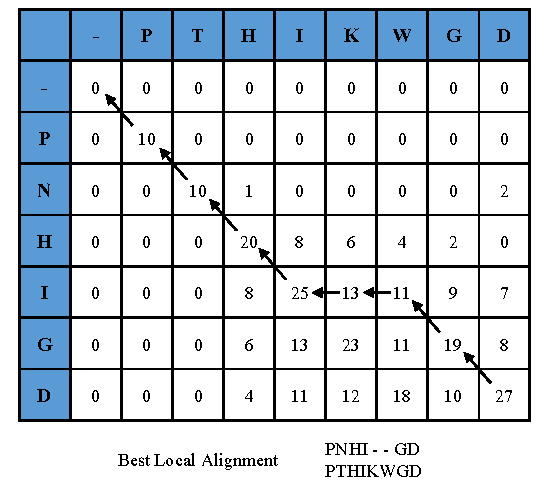 - P T H I K W G D
- 0 0 0 0 0 0 0 0 0
P 0 10 0 0 0 0 0 0 0
N 0 0 10 1 0 0 0 0 2
H 0 0 0 20 8 6 4 2 0
I 0 0 0 8 25 13 11 9 7
G 0 0 0 6 13 23 11 19 8
D 0 0 0 4 11 12 18 10 27
Best Local Alignment
PNHI - - GD
PTHIKWGD